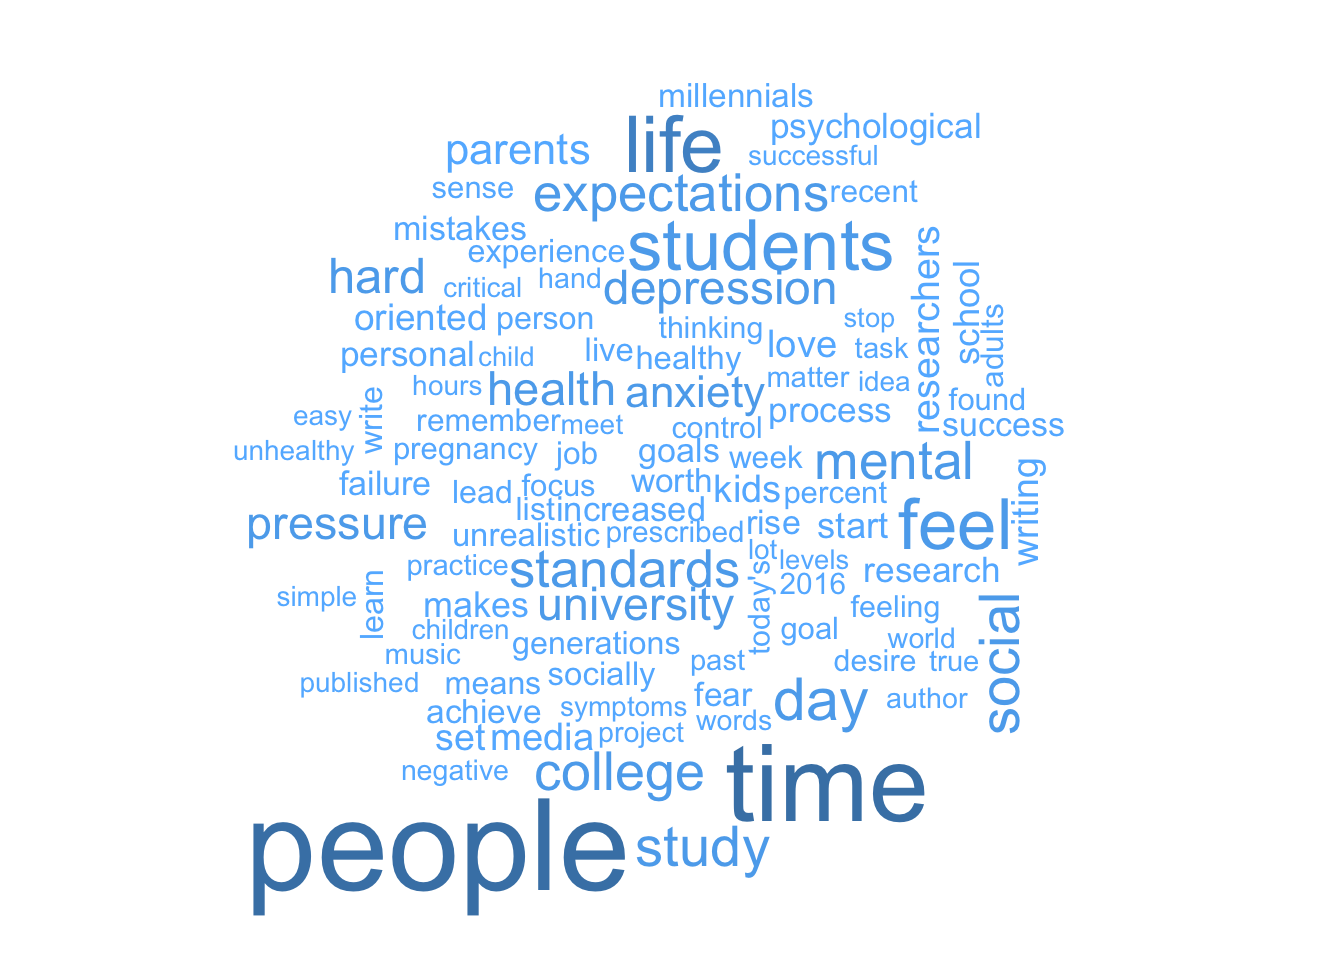 millennials
psychological
life
parents
successful
sense
expectations
recent
mistakes
students
experience
researchers
hard
critical
hand
depression
school
adults
oriented
person
thinking
stop
love
task
personal
child
live
healthy
matter
idea
hours
health
anxiety
process
found
easy
write
remember
meet
control
success
unhealthy
pregnancy
job
goals
week
mental
failure
lead
focus
worth
kids
percent
writing
pressure
list
increased
unrealistic
prescribed
rise
start
feel
practice
standards
lot
levels
research
today's
2016
simple
learn
makes
university
feeling
social
children
generations
goal
world
music
socially
past
desire
true
published
means
fear
day
author
achieve
symptoms
words
set
media
project
negative
college
time
people
study